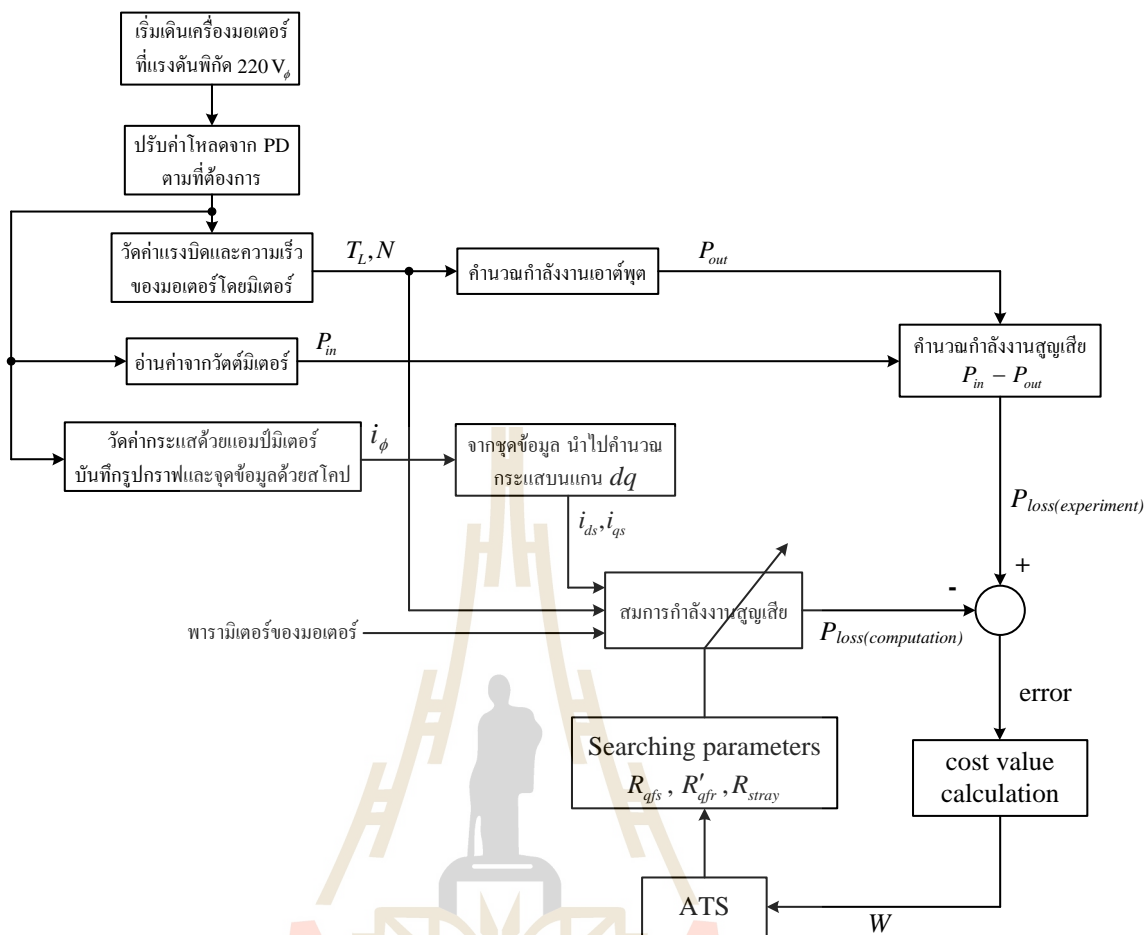 เริ่มเดินเครื่องมอเตอร์
ที่แรงดันพิกัด 220 V_ϕ
ปรับค่าโหลดจาก PD
ตามที่ต้องการ
วัดค่าแรงบิดและความเร็ว
ของมอเตอร์โดยมิเตอร์
T_L, N
คำนวณกำลังงานเอาต์พุต
P_out
อ่านค่าจากวัตต์มิเตอร์
P_in
คำนวณกำลังงานสูญเสีย
P_in − P_out
วัดค่ากระแสด้วยแอมป์มิเตอร์
บันทึกรูปกราฟและจุดข้อมูลด้วยสโคป
i_ϕ
จากชุดข้อมูล นำไปคำนวณ
กระแสบนแกน dq
i_ds, i_qs
P_loss(experiment)
+
-
สมการกำลังงานสูญเสีย
พารามิเตอร์ของมอเตอร์
P_loss(computation)
error
Searching parameters
R_qfs , R′_qfr , R_stray
cost value
calculation
ATS
W